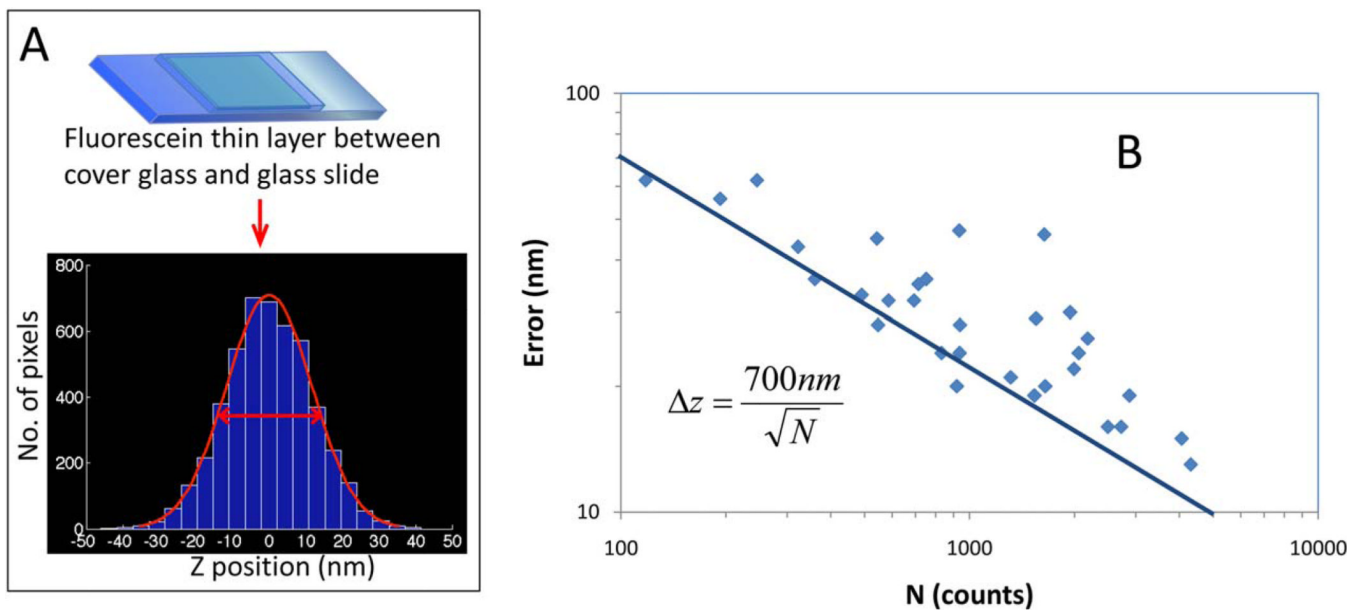 A
Fluorescein thin layer between
cover glass and glass slide
No. of pixels
800
600
400
200
0
-50 -40 -30 -20 -10 0 10 20 30 40 50
Z position (nm)
B
Error (nm)
100
10
Δz = 700nm / √N
100 1000 10000
N (counts)